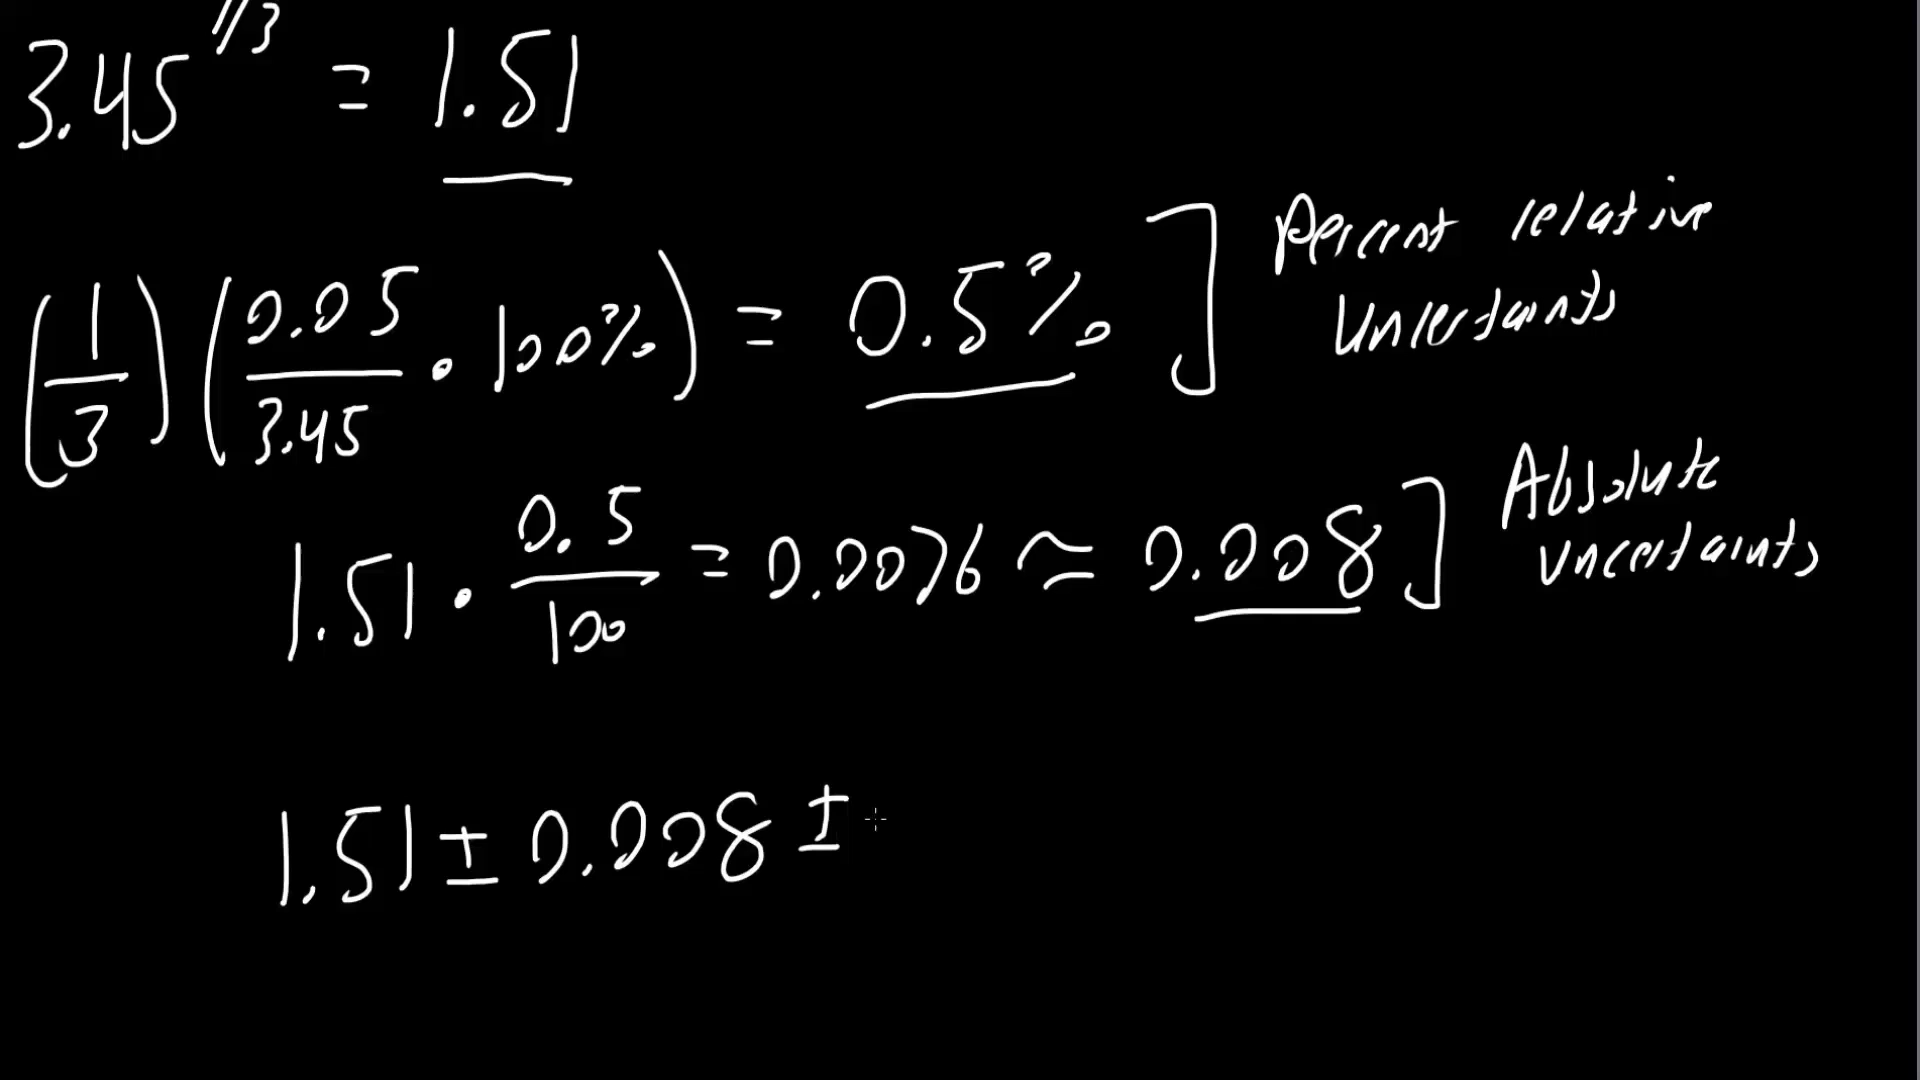 3.45^1/3 = 1.51
(1/3)(0.05/3.45 · 100%) = 0.5% ] Percent relative uncertainty
1.51 · 0.5/100 = 0.0076 ≈ 0.008 ] Absolute uncertainty
1.51 ± 0.008 ±